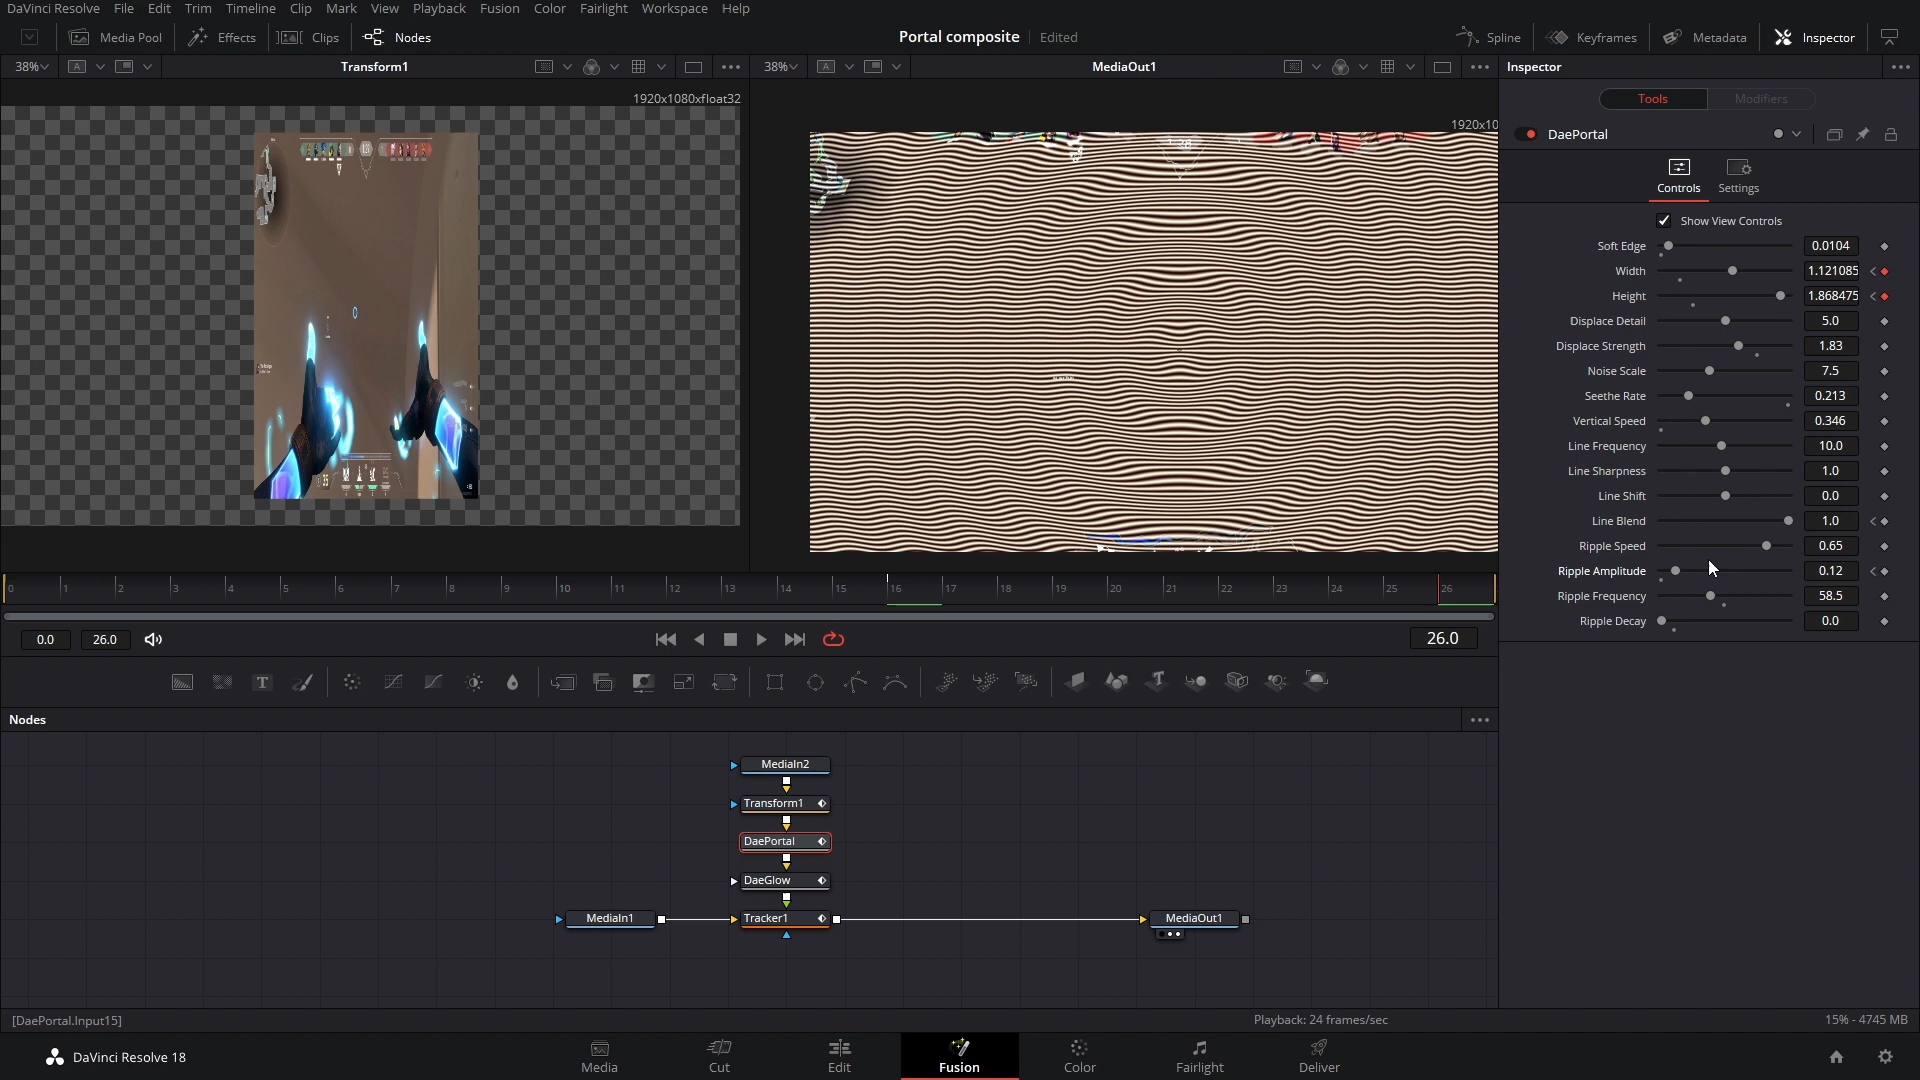 DaVinci Resolve File Edit Trim Timeline Clip Mark View Playback Fusion Color Fairlight Workspace Help
Media Pool Effects Clips Nodes Portal composite Edited Spline Keyframes Metadata Inspector
38% A Transform1 38% A MediaOut1 Inspector
1920x1080xfloat32
1920x10
Tools Modifiers
DaePortal
Controls Settings
Show View Controls
Soft Edge 0.0104
Width 1.121085
Height 1.868475
Displace Detail 5.0
Displace Strength 1.83
Noise Scale 7.5
Seethe Rate 0.213
Vertical Speed 0.346
Line Frequency 10.0
Line Sharpness 1.0
Line Shift 0.0
Line Blend 1.0
Ripple Speed 0.65
Ripple Amplitude 0.12
Ripple Frequency 58.5
Ripple Decay 0.0
0 1 2 3 4 5 6 7 8 9 10 11 12 13 14 15 16 17 18 19 20 21 22 23 24 25 26
0.0 26.0 26.0
T
Nodes
MediaIn2
Transform1
DaePortal
DaeGlow
MediaIn1 Tracker1 MediaOut1
[DaePortal.Input15] Playback: 24 frames/sec 15% - 4745 MB
DaVinci Resolve 18 Media Cut Edit Fusion Color Fairlight Deliver